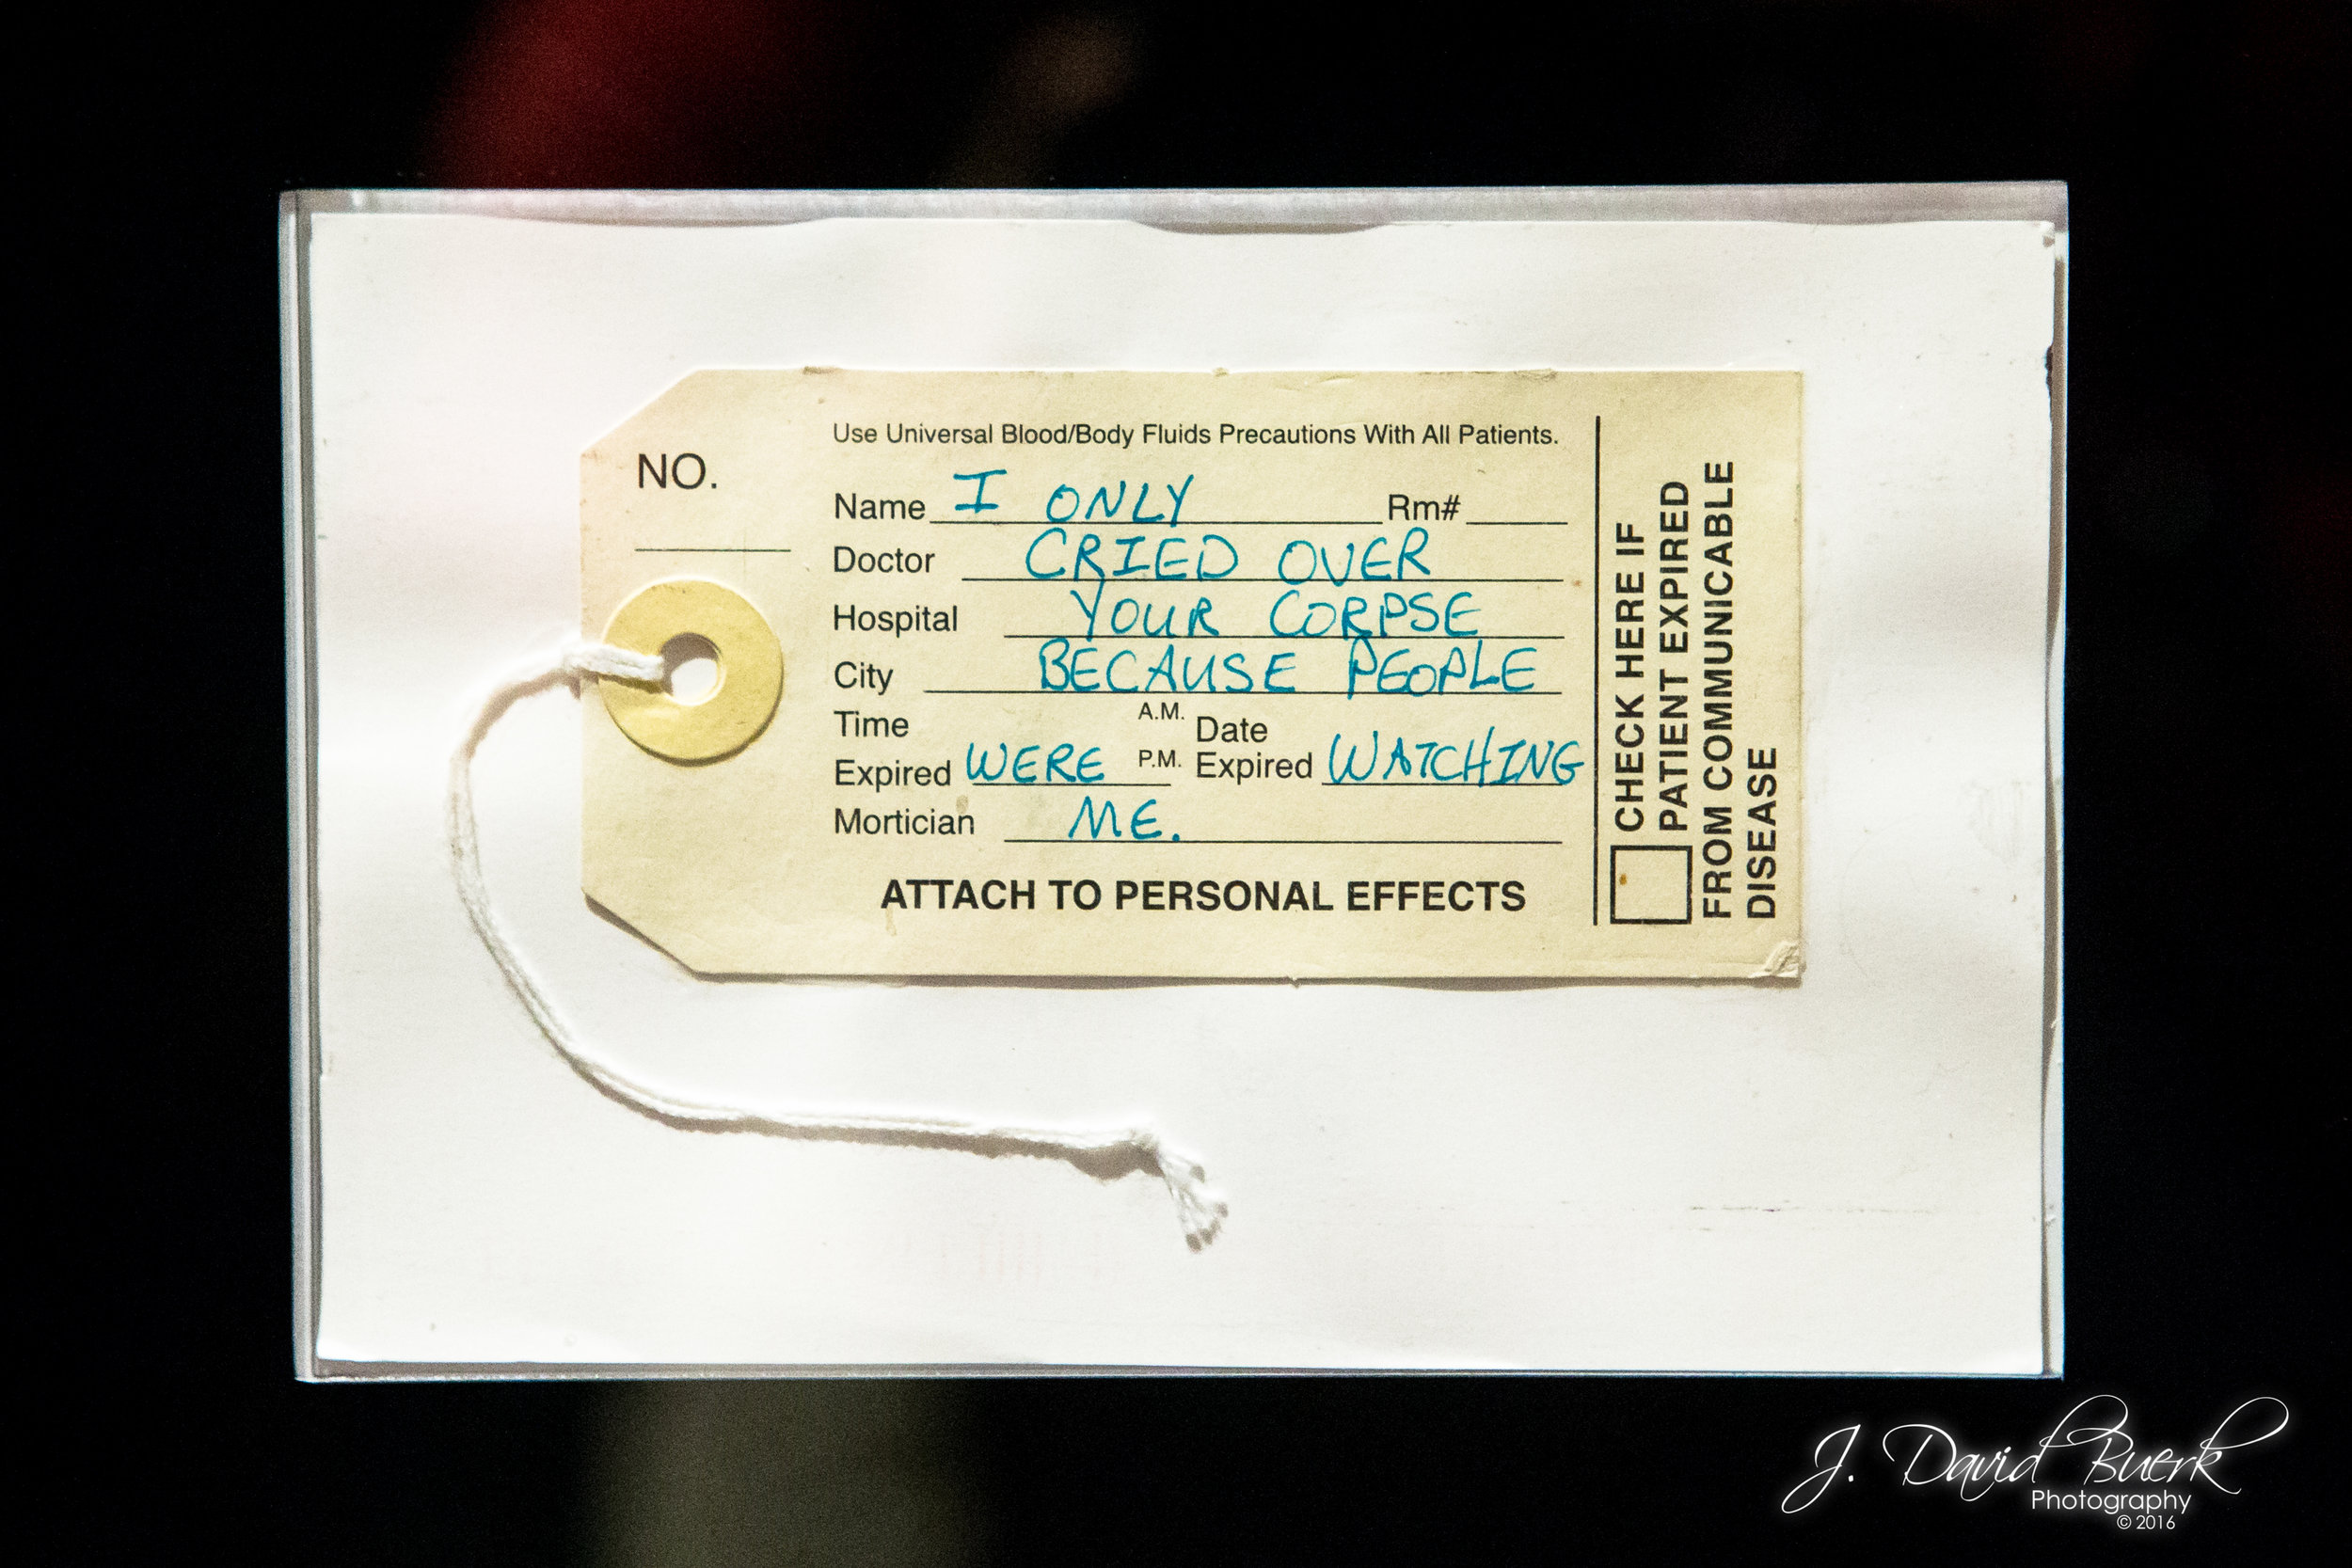 NO.
Use Universal Blood/Body Fluids Precautions With All Patients.
Name I ONLY Rm#
Doctor CRIED OVER
Hospital YOUR CORPSE
City BECAUSE PEOPLE
Time A.M. Date
Expired WERE P.M. Expired WATCHING
Mortician ME.
ATTACH TO PERSONAL EFFECTS
CHECK HERE IF
PATIENT EXPIRED
FROM COMMUNICABLE
DISEASE
J. David Buerk
Photography
© 2016